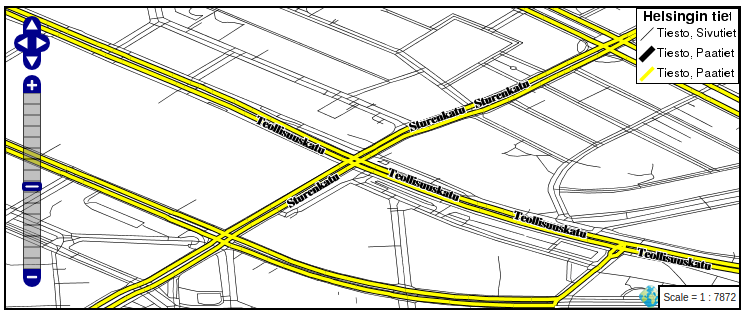 Helsingin tiet
Tiesto, Sivutiet
Tiesto, Paatiet
Tiesto, Paatiet
Sturenkatu
Sturenkatu
Teollisuuskatu
Sturenkatu
Teollisuuskatu
Teollisuuskatu
Teollisuuskatu
Scale = 1 : 7872